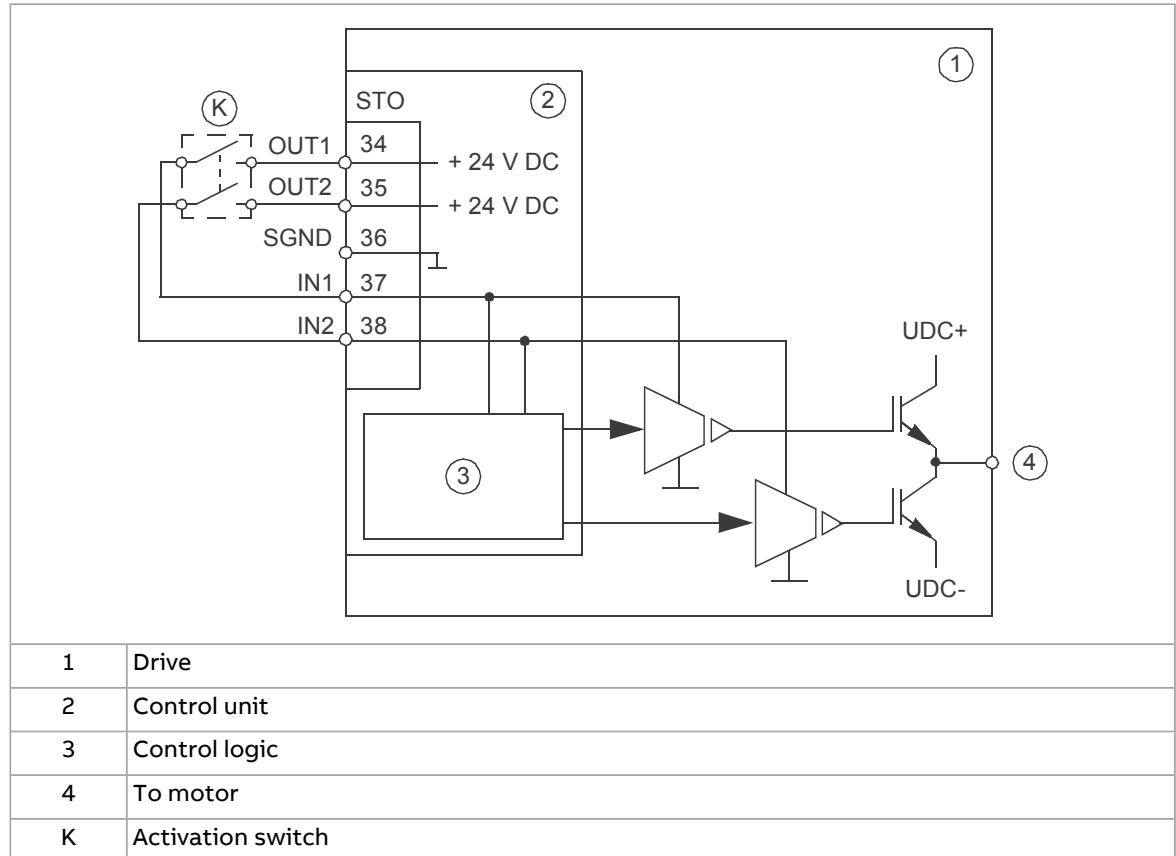 1
STO
2
K
OUT1 34 + 24 V DC
OUT2 35 + 24 V DC
SGND 36
IN1 37
IN2 38
UDC+
3
4
UDC-
1 Drive
2 Control unit
3 Control logic
4 To motor
K Activation switch